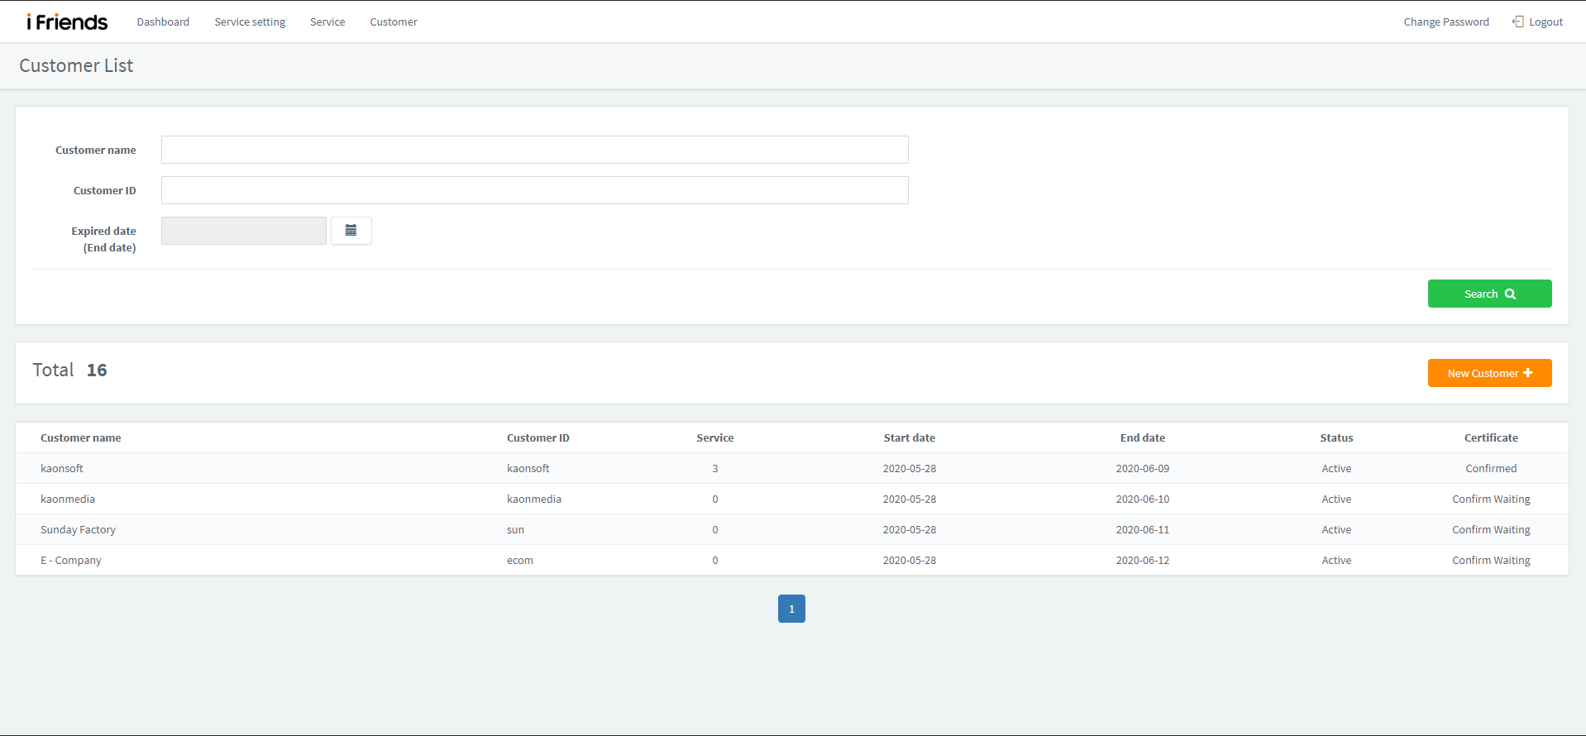 i Friends Dashboard Service setting Service Customer Change Password Logout
Customer List
Customer name
Customer ID
Expired date
(End date)
Search
Total 16
New Customer
Customer name Customer ID Service Start date End date Status Certificate
kaonsoft kaonsoft 3 2020-05-28 2020-06-09 Active Confirmed
kaonmedia kaonmedia 0 2020-05-28 2020-06-10 Active Confirm Waiting
Sunday Factory sun 0 2020-05-28 2020-06-11 Active Confirm Waiting
E - Company ecom 0 2020-05-28 2020-06-12 Active Confirm Waiting
1